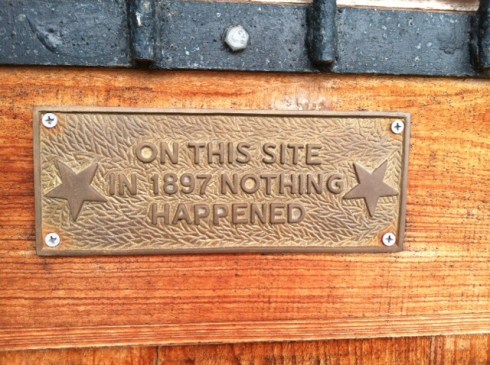 ON THIS SITE
IN 1897 NOTHING
HAPPENED